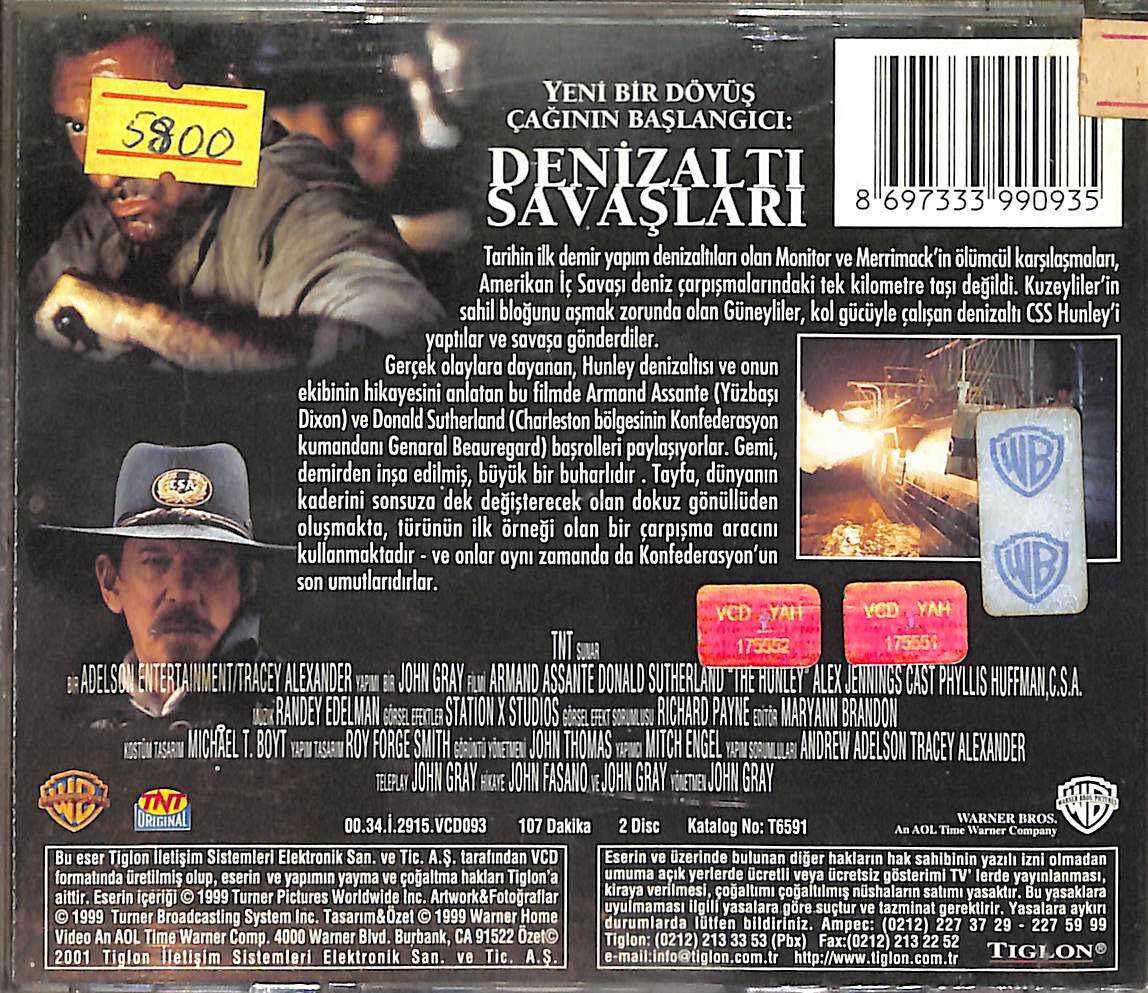 5800
YENİ BİR DÖVÜŞ
ÇAĞININ BAŞLANGICI:
DENİZALTI
SAVAŞLARI
8 697333 990935
Tarihin ilk demir yapım denizaltıları olan Monitor ve Merrimack'in ölümcül karşılaşmaları,
Amerikan İç Savaşı deniz çarpışmalarındaki tek kilometre taşı değildi. Kuzeyliler'in
sahil bloğunu aşmak zorunda olan Güneyliler, kol gücüyle çalışan denizaltı CSS Hunley'i
yaptılar ve savaşa gönderdiler.
Gerçek olaylara dayanan, Hunley denizaltısı ve onun
ekibinin hikayesini anlatan bu filmde Armand Assante (Yüzbaşı
Dixon) ve Donald Sutherland (Charleston bölgesinin Konfederasyon
kumandanı Genaral Beauregard) başrolleri paylaşıyorlar. Gemi,
demirden inşa edilmiş, büyük bir buharlıdır . Tayfa, dünyanın
kaderini sonsuza dek değiştirecek olan dokuz gönüllüden
oluşmakta, türünün ilk örneği olan bir çarpışma aracını
kullanmaktadır - ve onlar aynı zamanda da Konfederasyon'un
son umutlarıdırlar.
CSA
WB
WB
VCD YAH
175552
VCD YAH
175551
TNT SUNAR
BİR ADELSON ENTERTAINMENT/TRACEY ALEXANDER YAPIMI BİR JOHN GRAY FİLMİ ARMAND ASSANTE DONALD SUTHERLAND "THE HUNLEY" ALEX JENNINGS CAST PHYLLIS HUFFMAN,C.S.A.
MÜZİK RANDEY EDELMAN GÖRSEL EFEKTLER STATION X STUDIOS GÖRSEL EFEKT SORUMLUSU RICHARD PAYNE EDİTÖR MARYANN BRANDON
KOSTÜM TASARIM MICHAEL T. BOYT YAPIM TASARIM ROY FORGE SMITH GÖRÜNTÜ YÖNETMENİ JOHN THOMAS YAPIMCI MITCH ENGEL YAPIM SORUMLULARI ANDREW ADELSON TRACEY ALEXANDER
TELEPLAY JOHN GRAY HİKAYE JOHN FASANO VE JOHN GRAY YÖNETMEN JOHN GRAY
WB
TNT
ORIGINAL
00.34.İ.2915.VCD093 107 Dakika 2 Disc Katalog No: T6591
WARNER BROS.
An AOL Time Warner Company
WARNER BROS. PICTURES
Bu eser Tiglon İletişim Sistemleri Elektronik San. ve Tic. A.Ş. tarafından VCD
formatında üretilmiş olup, eserin ve yapımın yayma ve çoğaltma hakları Tiglon'a
aittir. Eserin içeriği © 1999 Turner Pictures Worldwide Inc. Artwork&Fotoğraflar
© 1999 Turner Broadcasting System Inc. Tasarım&Özet © 1999 Warner Home
Video An AOL Time Warner Comp. 4000 Warner Blvd. Burbank, CA 91522 Özet©
2001 Tiglon İletişim Sistemleri Elektronik San. ve Tic. A.Ş.
Eserin ve üzerinde bulunan diğer hakların hak sahibinin yazılı izni olmadan
umuma açık yerlerde ücretli veya ücretsiz gösterimi TV' lerde yayınlanması,
kiraya verilmesi, çoğaltımı çoğaltılmış nüshaların satımı yasaktır. Bu yasaklara
uyulmaması ilgili yasalara göre suçtur ve tazminat gerektirir. Yasalara aykırı
durumlarda lütfen bildiriniz. Ampec: (0212) 227 37 29 - 227 59 99
Tiglon: (0212) 213 33 53 (Pbx) Fax:(0212) 213 22 52
e-mail:info@tiglon.com.tr http://www.tiglon.com.tr TIGLON®